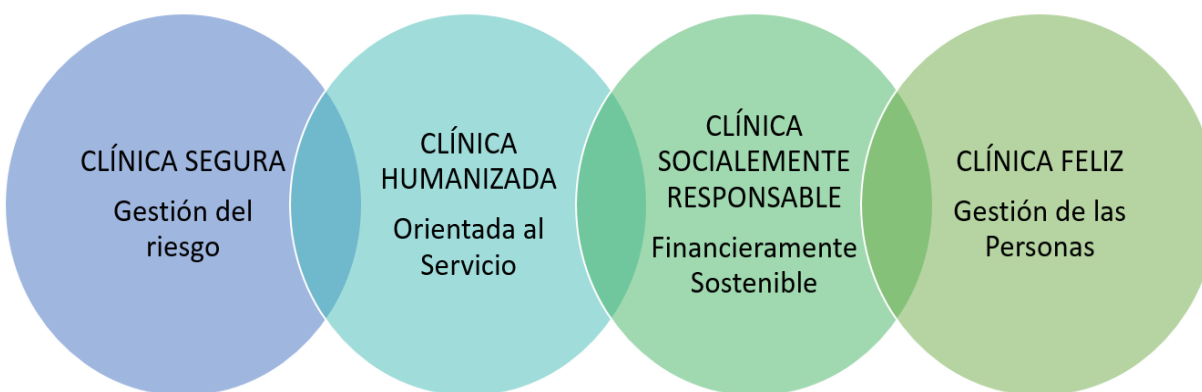 CLÍNICA SEGURA
Gestión del
riesgo
CLÍNICA
HUMANIZADA
Orientada al
Servicio
CLÍNICA
SOCIALEMENTE
RESPONSABLE
Financieramente
Sostenible
CLÍNICA FELIZ
Gestión de las
Personas